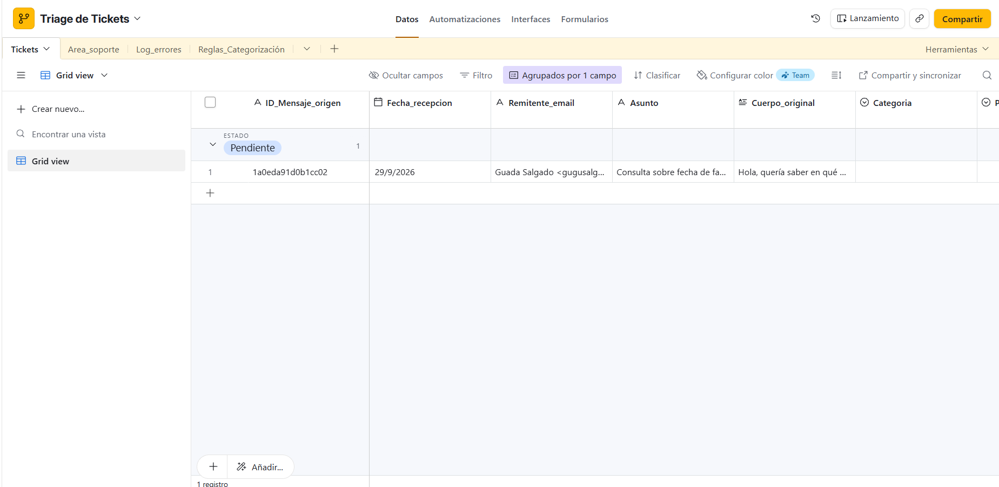 Triage de Tickets
Datos Automatizaciones Interfaces Formularios
Lanzamiento
Compartir
Tickets Area_soporte Log_errores Reglas_Categorización
Herramientas
Grid view
Ocultar campos Filtro Agrupados por 1 campo Clasificar Configurar color Team Compartir y sincronizar
Crear nuevo...
Encontrar una vista
Grid view
ID_Mensaje_origen Fecha_recepcion Remitente_email Asunto Cuerpo_original Categoria P
ESTADO
Pendiente 1
1 1a0eda91d0b1cc02 29/9/2026 Guada Salgado <gugusalg... Consulta sobre fecha de fa... Hola, quería saber en qué ...
Añadir...
1 registro